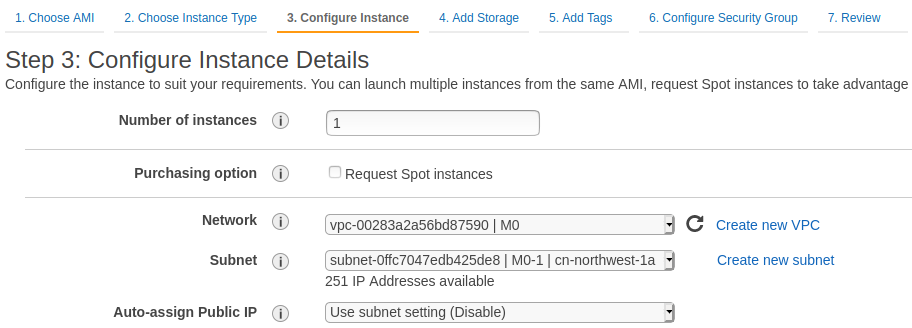 1. Choose AMI 2. Choose Instance Type 3. Configure Instance 4. Add Storage 5. Add Tags 6. Configure Security Group 7. Review
Step 3: Configure Instance Details
Configure the instance to suit your requirements. You can launch multiple instances from the same AMI, request Spot instances to take advantage
Number of instances i 1
Purchasing option i Request Spot instances
Network i vpc-00283a2a56bd87590 | M0 Create new VPC
Subnet i subnet-0ffc7047edb425de8 | M0-1 | cn-northwest-1a Create new subnet
251 IP Addresses available
Auto-assign Public IP i Use subnet setting (Disable)